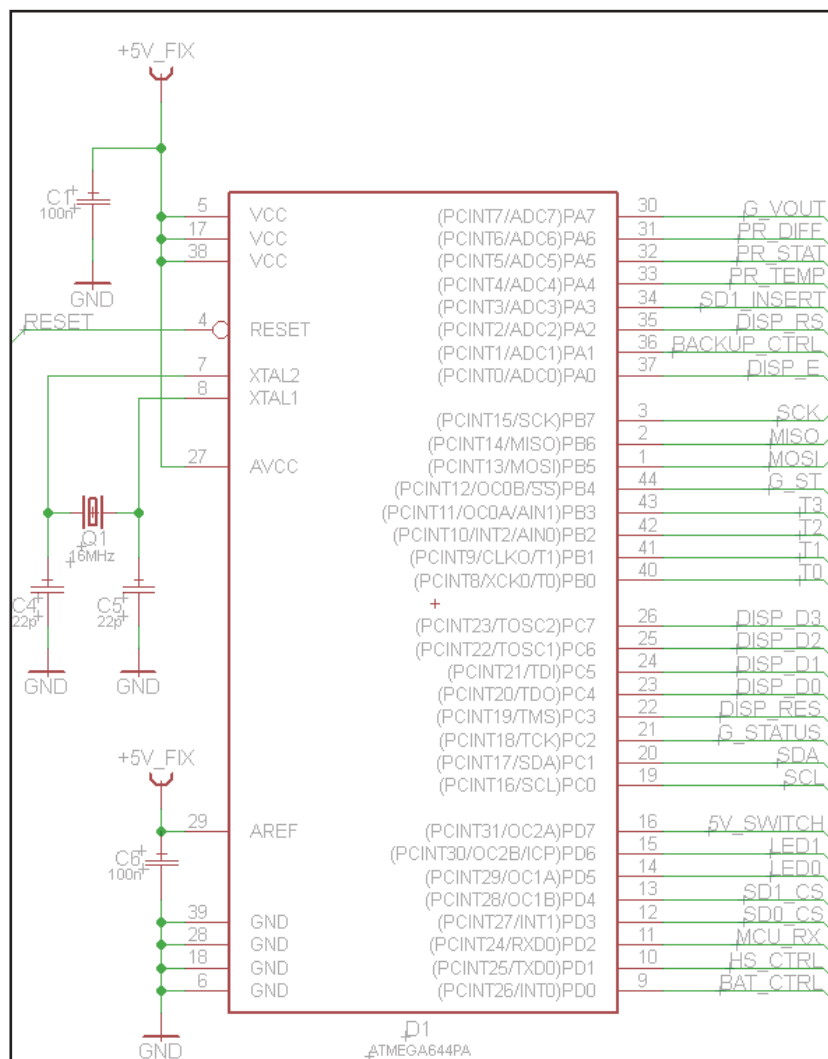 +5V_FIX
C1
100n
GND
5 VCC
17 VCC
38 VCC
RESET 4 RESET
7 XTAL2
8 XTAL1
27 AVCC
Q1
16MHz
C4
22p
C5
22p
GND
GND
+5V_FIX
29 AREF
C6
100n
39 GND
28 GND
18 GND
6 GND
GND
(PCINT7/ADC7)PA7 30 G_VOUT
(PCINT6/ADC6)PA6 31 PR_DIFF
(PCINT5/ADC5)PA5 32 PR_STAT
(PCINT4/ADC4)PA4 33 PR_TEMP
(PCINT3/ADC3)PA3 34 SD1_INSERT
(PCINT2/ADC2)PA2 35 DISP_RS
(PCINT1/ADC1)PA1 36 BACKUP_CTRL
(PCINT0/ADC0)PA0 37 DISP_E
(PCINT15/SCK)PB7 3 SCK
(PCINT14/MISO)PB6 2 MISO
(PCINT13/MOSI)PB5 1 MOSI
(PCINT12/OC0B/SS)PB4 44 G_ST
(PCINT11/OC0A/AIN1)PB3 43 T3
(PCINT10/INT2/AIN0)PB2 42 T2
(PCINT9/CLKO/T1)PB1 41 T1
(PCINT8/XCK0/T0)PB0 40 T0
(PCINT23/TOSC2)PC7 26 DISP_D3
(PCINT22/TOSC1)PC6 25 DISP_D2
(PCINT21/TDI)PC5 24 DISP_D1
(PCINT20/TDO)PC4 23 DISP_D0
(PCINT19/TMS)PC3 22 DISP_RES
(PCINT18/TCK)PC2 21 G_STATUS
(PCINT17/SDA)PC1 20 SDA
(PCINT16/SCL)PC0 19 SCL
(PCINT31/OC2A)PD7 16 5V_SWITCH
(PCINT30/OC2B/ICP)PD6 15 LED1
(PCINT29/OC1A)PD5 14 LED0
(PCINT28/OC1B)PD4 13 SD1_CS
(PCINT27/INT1)PD3 12 SD0_CS
(PCINT24/RXD0)PD2 11 MCU_RX
(PCINT25/TXD0)PD1 10 HS_CTRL
(PCINT26/INT0)PD0 9 BAT_CTRL
D1
ATMEGA644PA